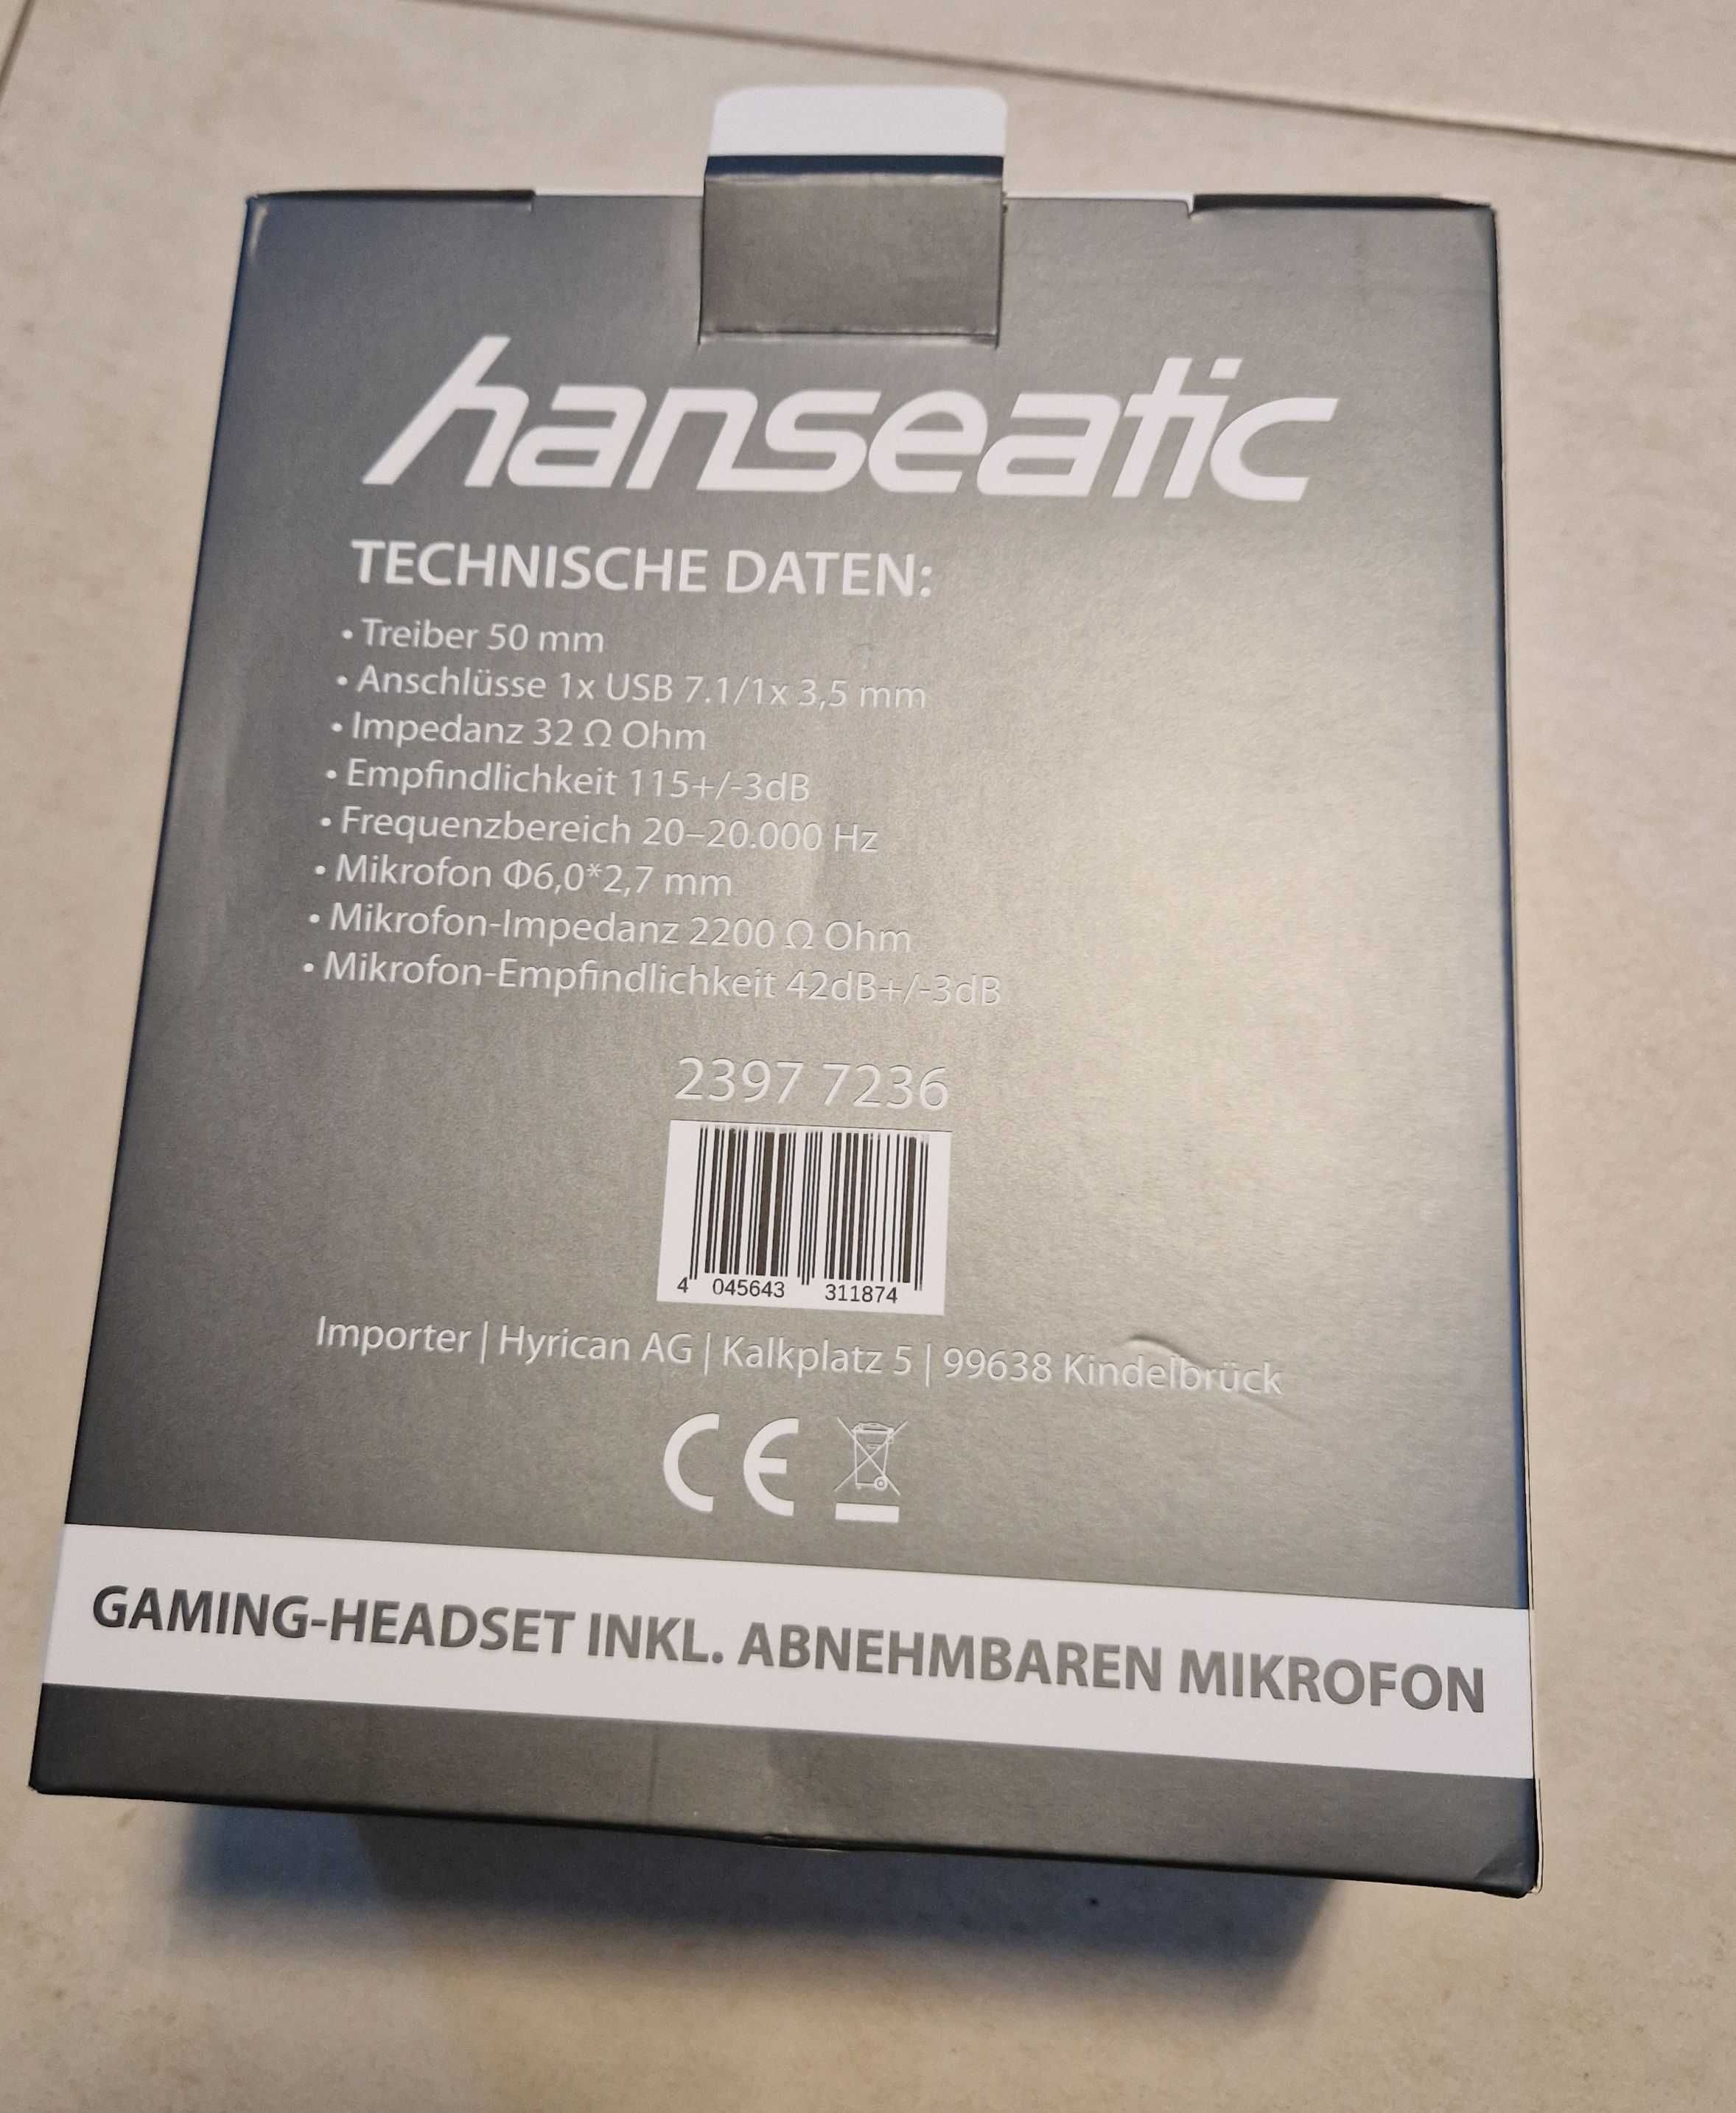 hanseatic
TECHNISCHE DATEN:
• Treiber 50 mm
• Anschlüsse 1x USB 7.1/1x 3,5 mm
• Impedanz 32 Ω Ohm
• Empfindlichkeit 115+/-3dB
• Frequenzbereich 20–20.000 Hz
• Mikrofon Φ6,0*2,7 mm
• Mikrofon-Impedanz 2200 Ω Ohm
• Mikrofon-Empfindlichkeit 42dB+/-3dB
2397 7236
4 045643 311874
Importer | Hyrican AG | Kalkplatz 5 | 99638 Kindelbrück
CE
GAMING-HEADSET INKL. ABNEHMBAREN MIKROFON